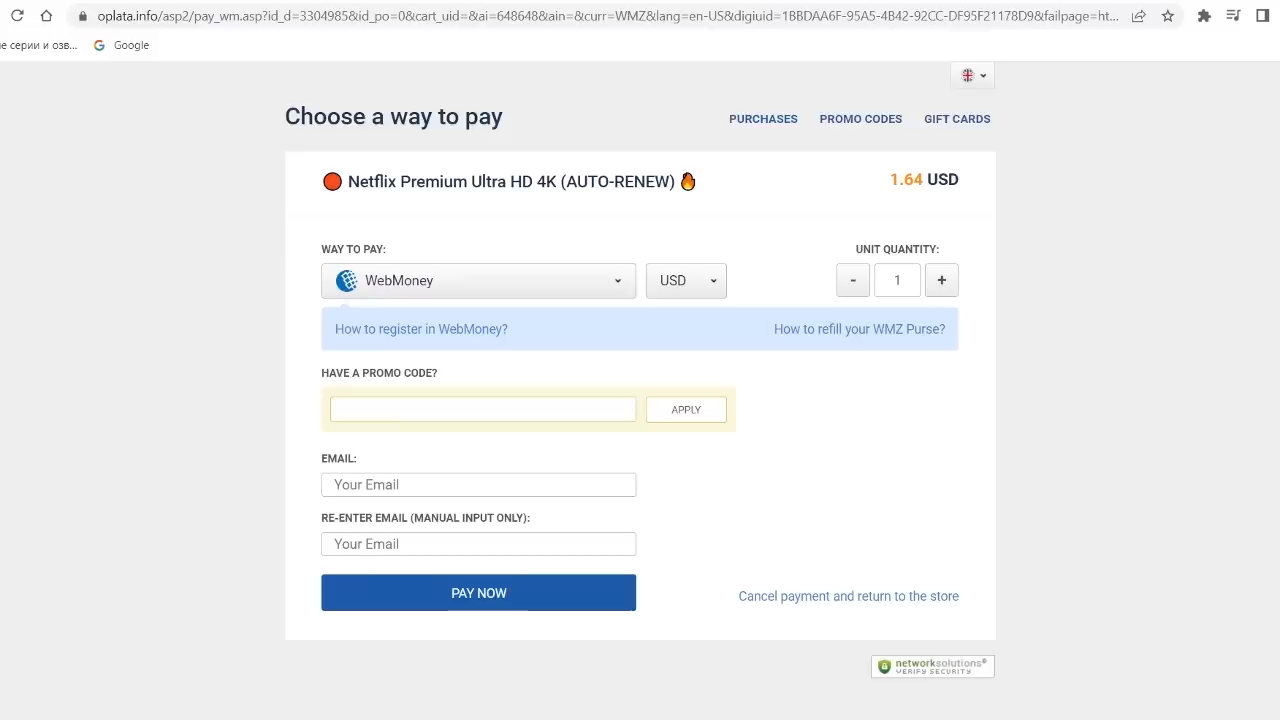 oplata.info/asp2/pay_wm.asp?id_d=3304985&id_po=0&cart_uid=&ai=648648&ain=&curr=WMZ&lang=en-US&digiuid=1BBDAA6F-95A5-4B42-92CC-DF95F21178D9&failpage=ht...
е серии и озв...
Google
Choose a way to pay
PURCHASES
PROMO CODES
GIFT CARDS
Netflix Premium Ultra HD 4K (AUTO-RENEW)
1.64 USD
WAY TO PAY:
UNIT QUANTITY:
WebMoney
USD
- 1 +
How to register in WebMoney?
How to refill your WMZ Purse?
HAVE A PROMO CODE?
APPLY
EMAIL:
Your Email
RE-ENTER EMAIL (MANUAL INPUT ONLY):
Your Email
PAY NOW
Cancel payment and return to the store
networksolutions®
VERIFY SECURITY